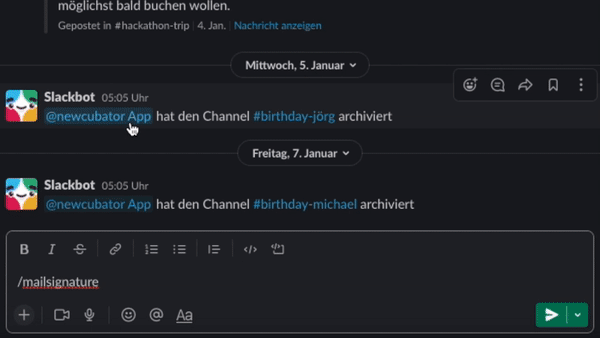 möglichst bald buchen wollen.
Gepostet in #hackathon-trip | 4. Jan. | Nachricht anzeigen
Mittwoch, 5. Januar
Slackbot 05:05 Uhr
@newcubator App hat den Channel #birthday-jörg archiviert
Freitag, 7. Januar
Slackbot 05:05 Uhr
@newcubator App hat den Channel #birthday-michael archiviert
B I S
/mailsignature
Aa